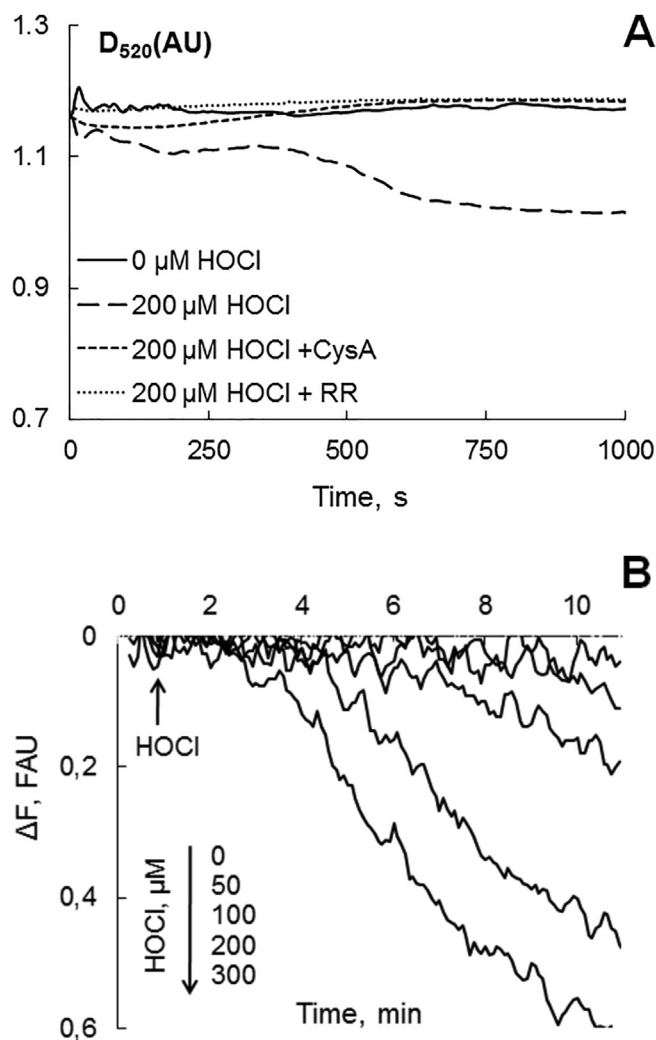 D520(AU)
A
1.3
1.1
0.9
0.7
0 µM HOCl
200 µM HOCl
200 µM HOCl +CysA
200 µM HOCl + RR
0 250 500 750 1000
Time, s
B
0 2 4 6 8 10
0
0,2
0,4
0,6
ΔF, FAU
HOCl
HOCl, µM
0
50
100
200
300
Time, min